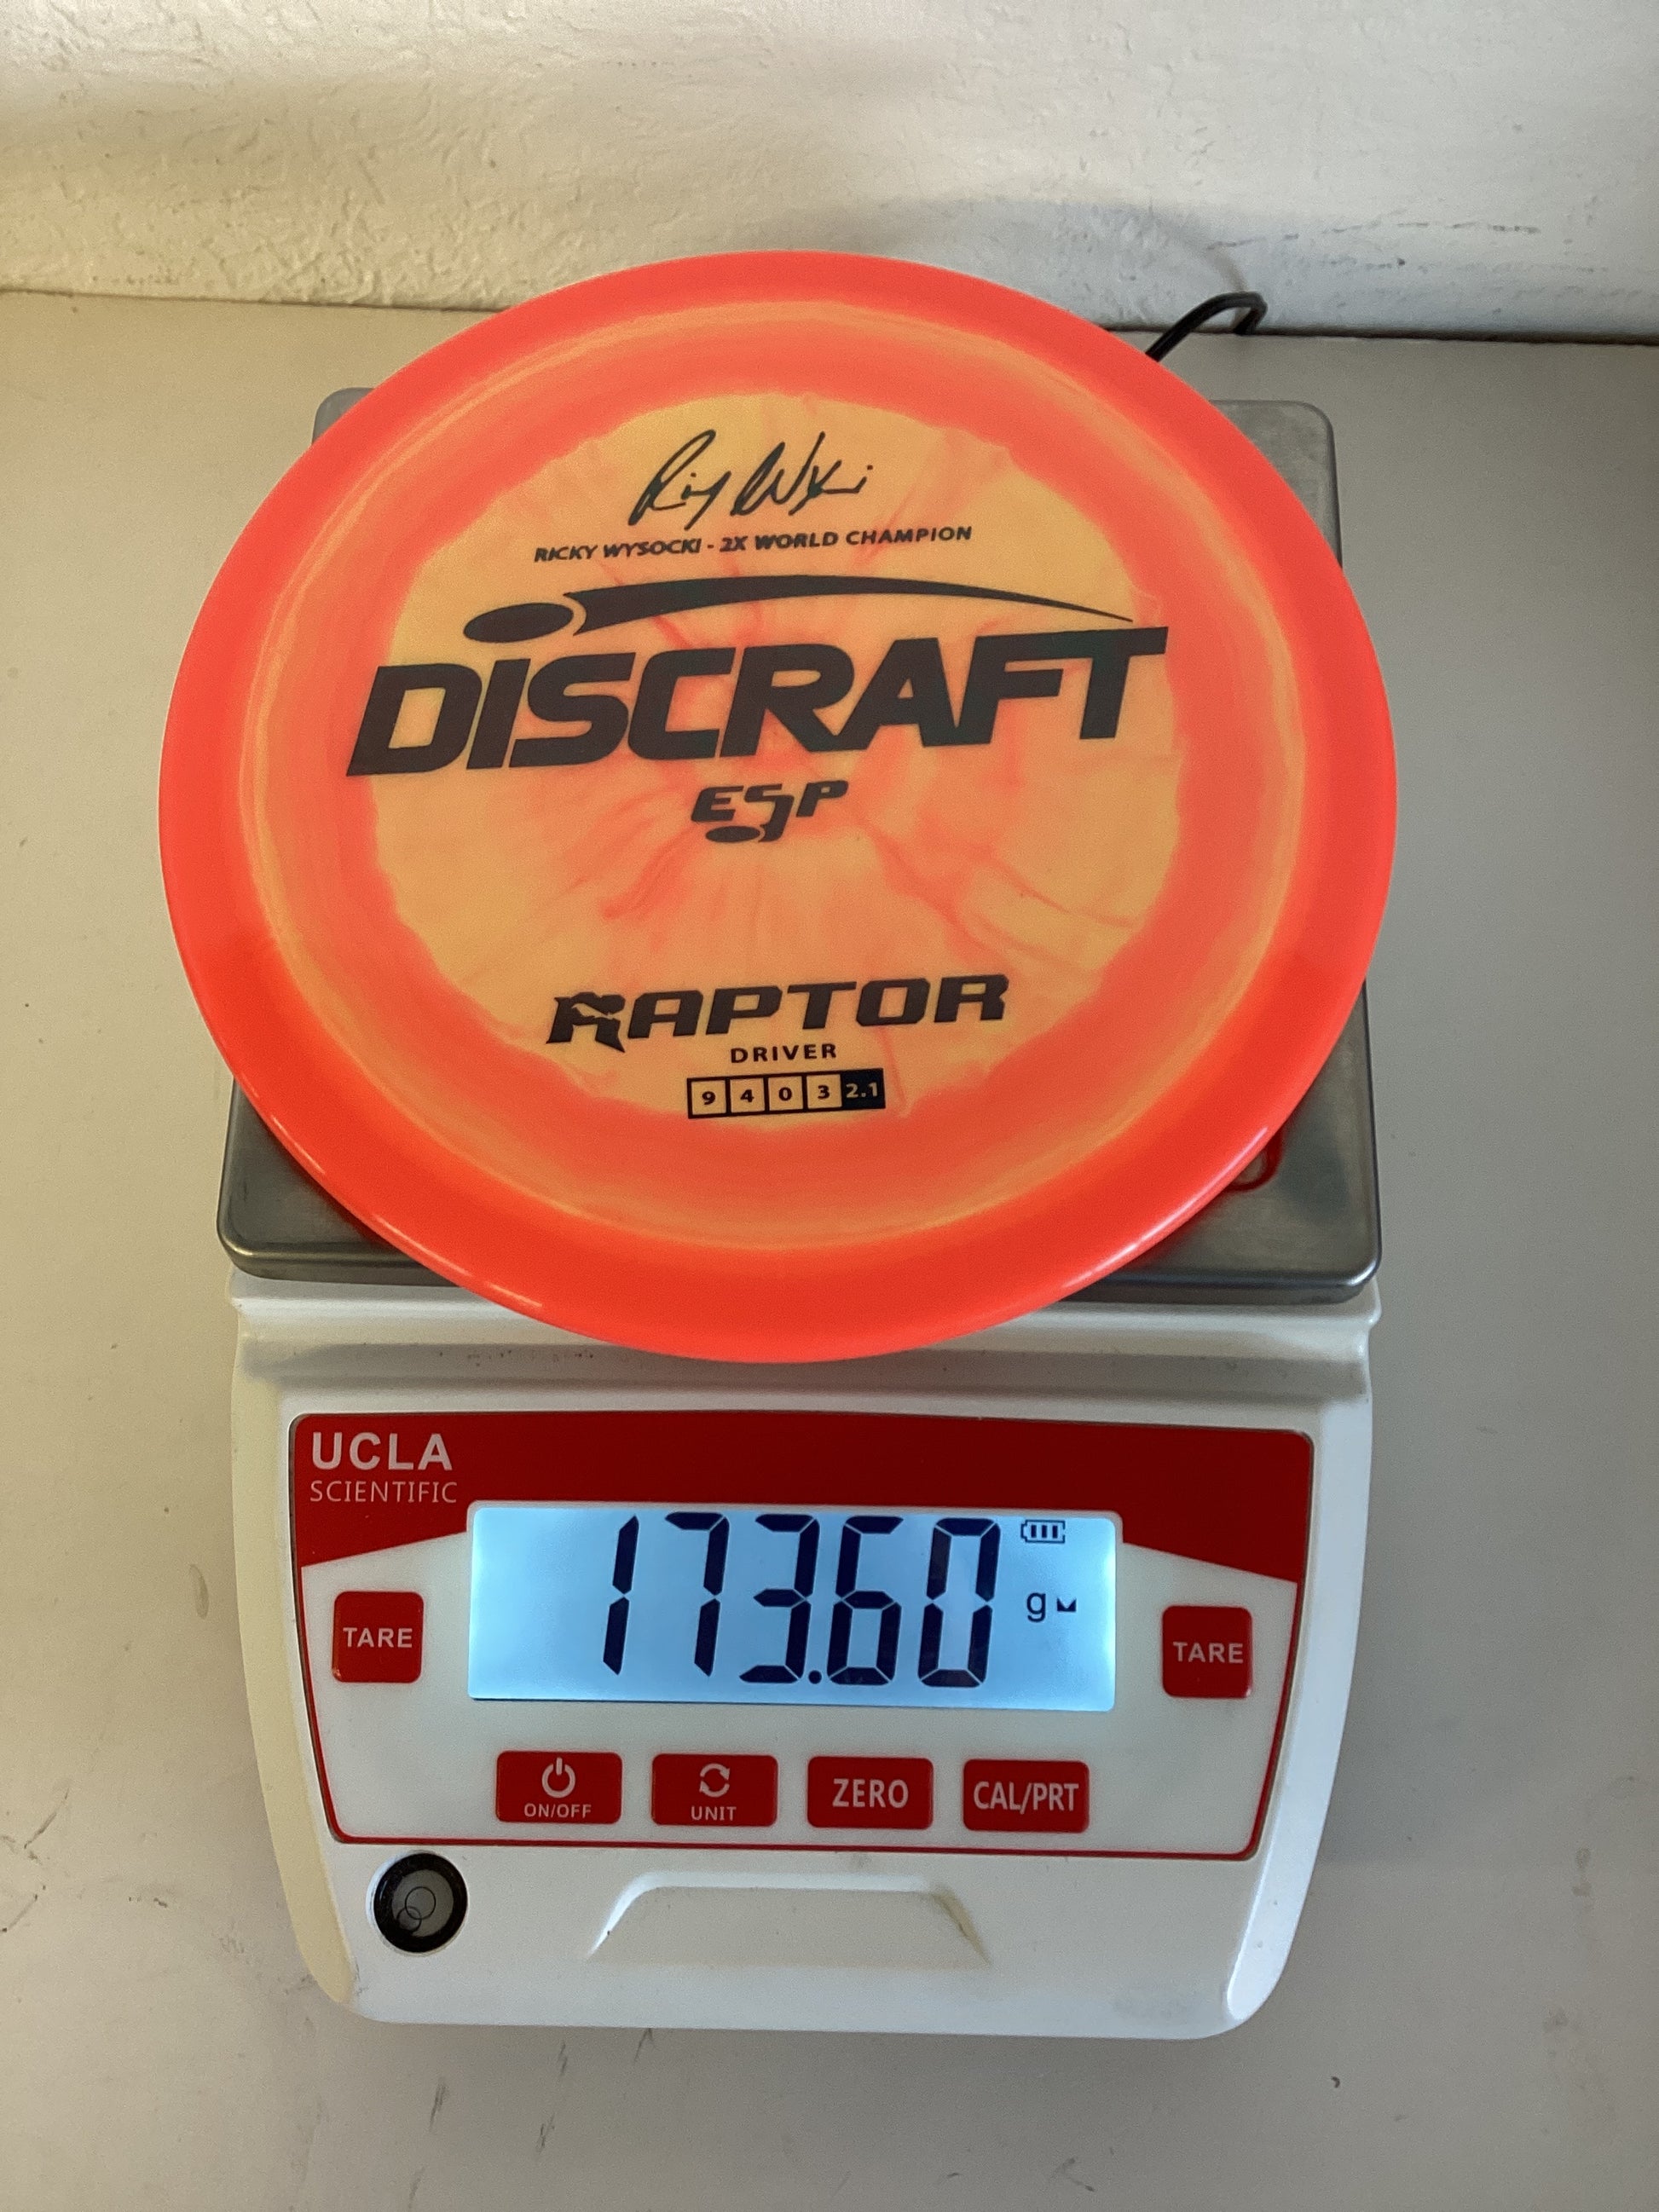 RICKY WYSOCKI - 2X WORLD CHAMPION
DISCRAFT
ESP
RAPTOR
DRIVER
9 4 0 3 2.1
UCLA
SCIENTIFIC
173.60 g
TARE
TARE
ON/OFF
UNIT
ZERO
CAL/PRT